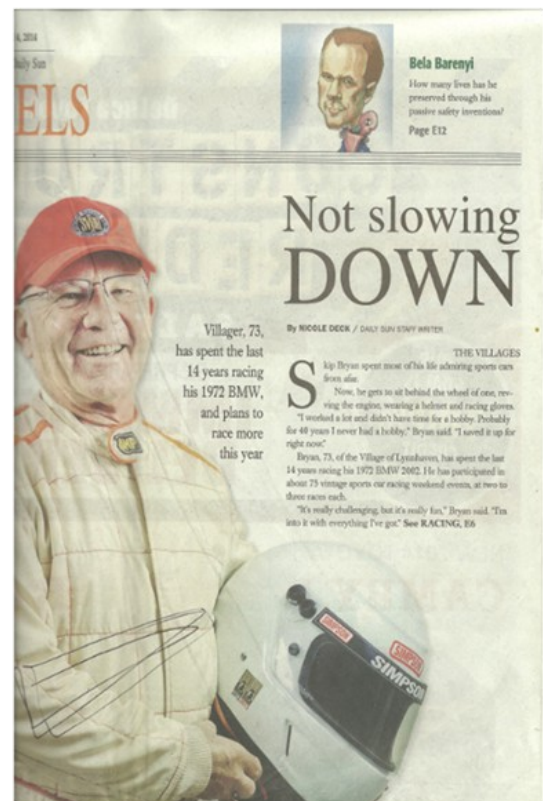 4, 2014
Daily Sun
ELS
Bela Barenyi
How many lives has he
preserved through his
passive safety inventions?
Page E12
Not slowing
DOWN
By NICOLE DECK / DAILY SUN STAFF WRITER
Villager, 73,
has spent the last
14 years racing
his 1972 BMW,
and plans to
race more
this year
THE VILLAGES
Skip Bryan spent most of his life admiring sports cars
from afar.
Now, he gets to sit behind the wheel of one, rev-
ving the engine, wearing a helmet and racing gloves.
"I worked a lot and didn't have time for a hobby. Probably
for 40 years I never had a hobby," Bryan said. "I saved it up for
right now."
Bryan, 73, of the Village of Lynnhaven, has spent the last
14 years racing his 1972 BMW 2002. He has participated in
about 75 vintage sports car racing weekend events, at two to
three races each.
"It's really challenging, but it's really fun," Bryan said. "I'm
into it with everything I've got." See RACING, E6
SIMPSON
SIMPSON
SIMPSON